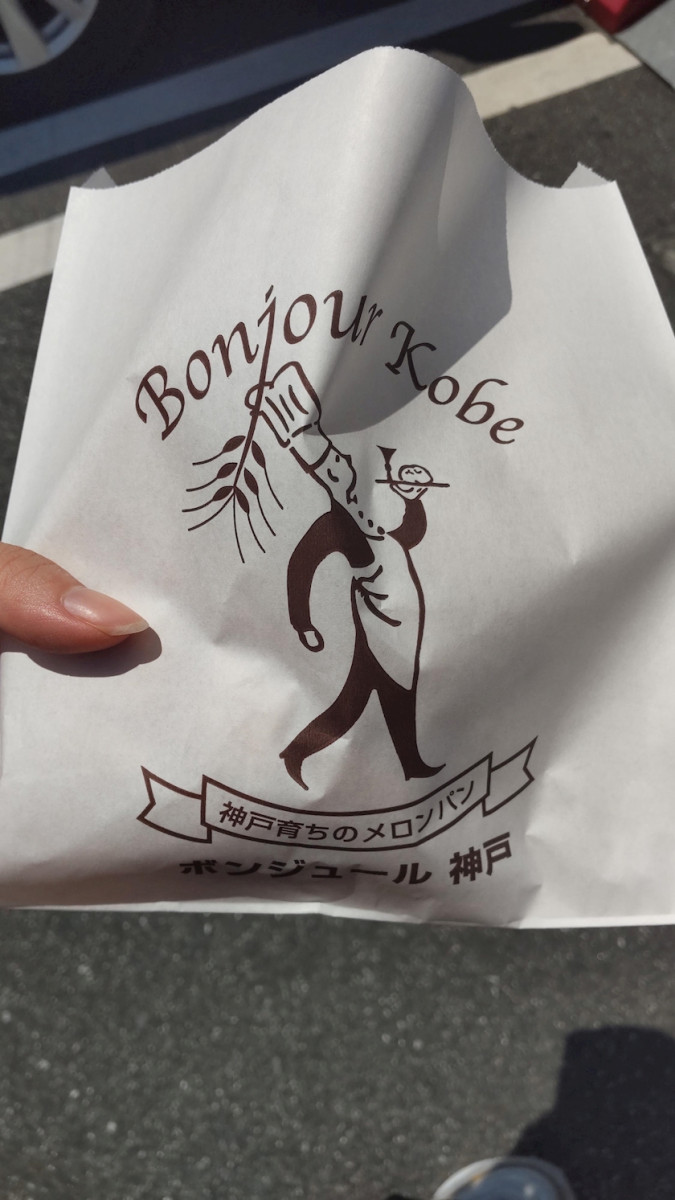 Bonjour Kobe
神戸育ちのメロンパン
ボンジュール 神戸